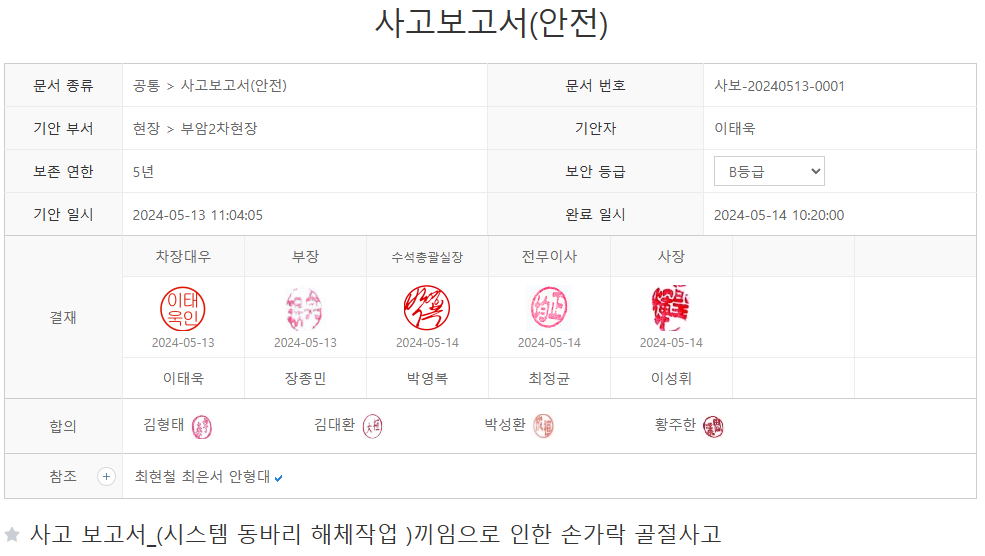 사고보고서(안전)
문서 종류 공통 > 사고보고서(안전) 문서 번호 사보-20240513-0001
기안 부서 현장 > 부암2차현장 기안자 이태욱
보존 연한 5년 보안 등급 B등급
기안 일시 2024-05-13 11:04:05 완료 일시 2024-05-14 10:20:00
차장대우 부장 수석총괄실장 전무이사 사장
결재
이태
욱인
2024-05-13 2024-05-13 2024-05-14 2024-05-14 2024-05-14
이태욱 장종민 박영복 최정균 이성휘
합의 김형태 김대환 박성환 황주한
참조 + 최현철 최은서 안형대
사고 보고서_(시스템 동바리 해체작업 )끼임으로 인한 손가락 골절사고